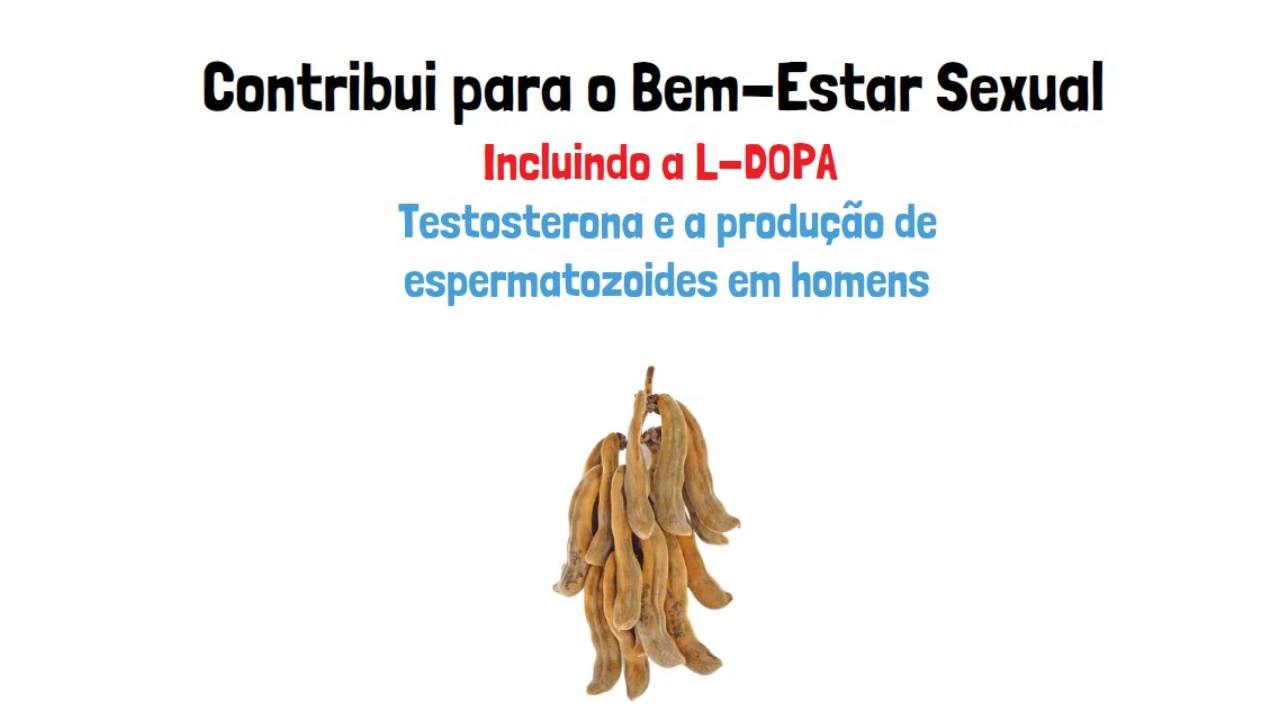 Contribui para o Bem-Estar Sexual
Incluindo a L-DOPA
Testosterona e a produção de
espermatozoides em homens